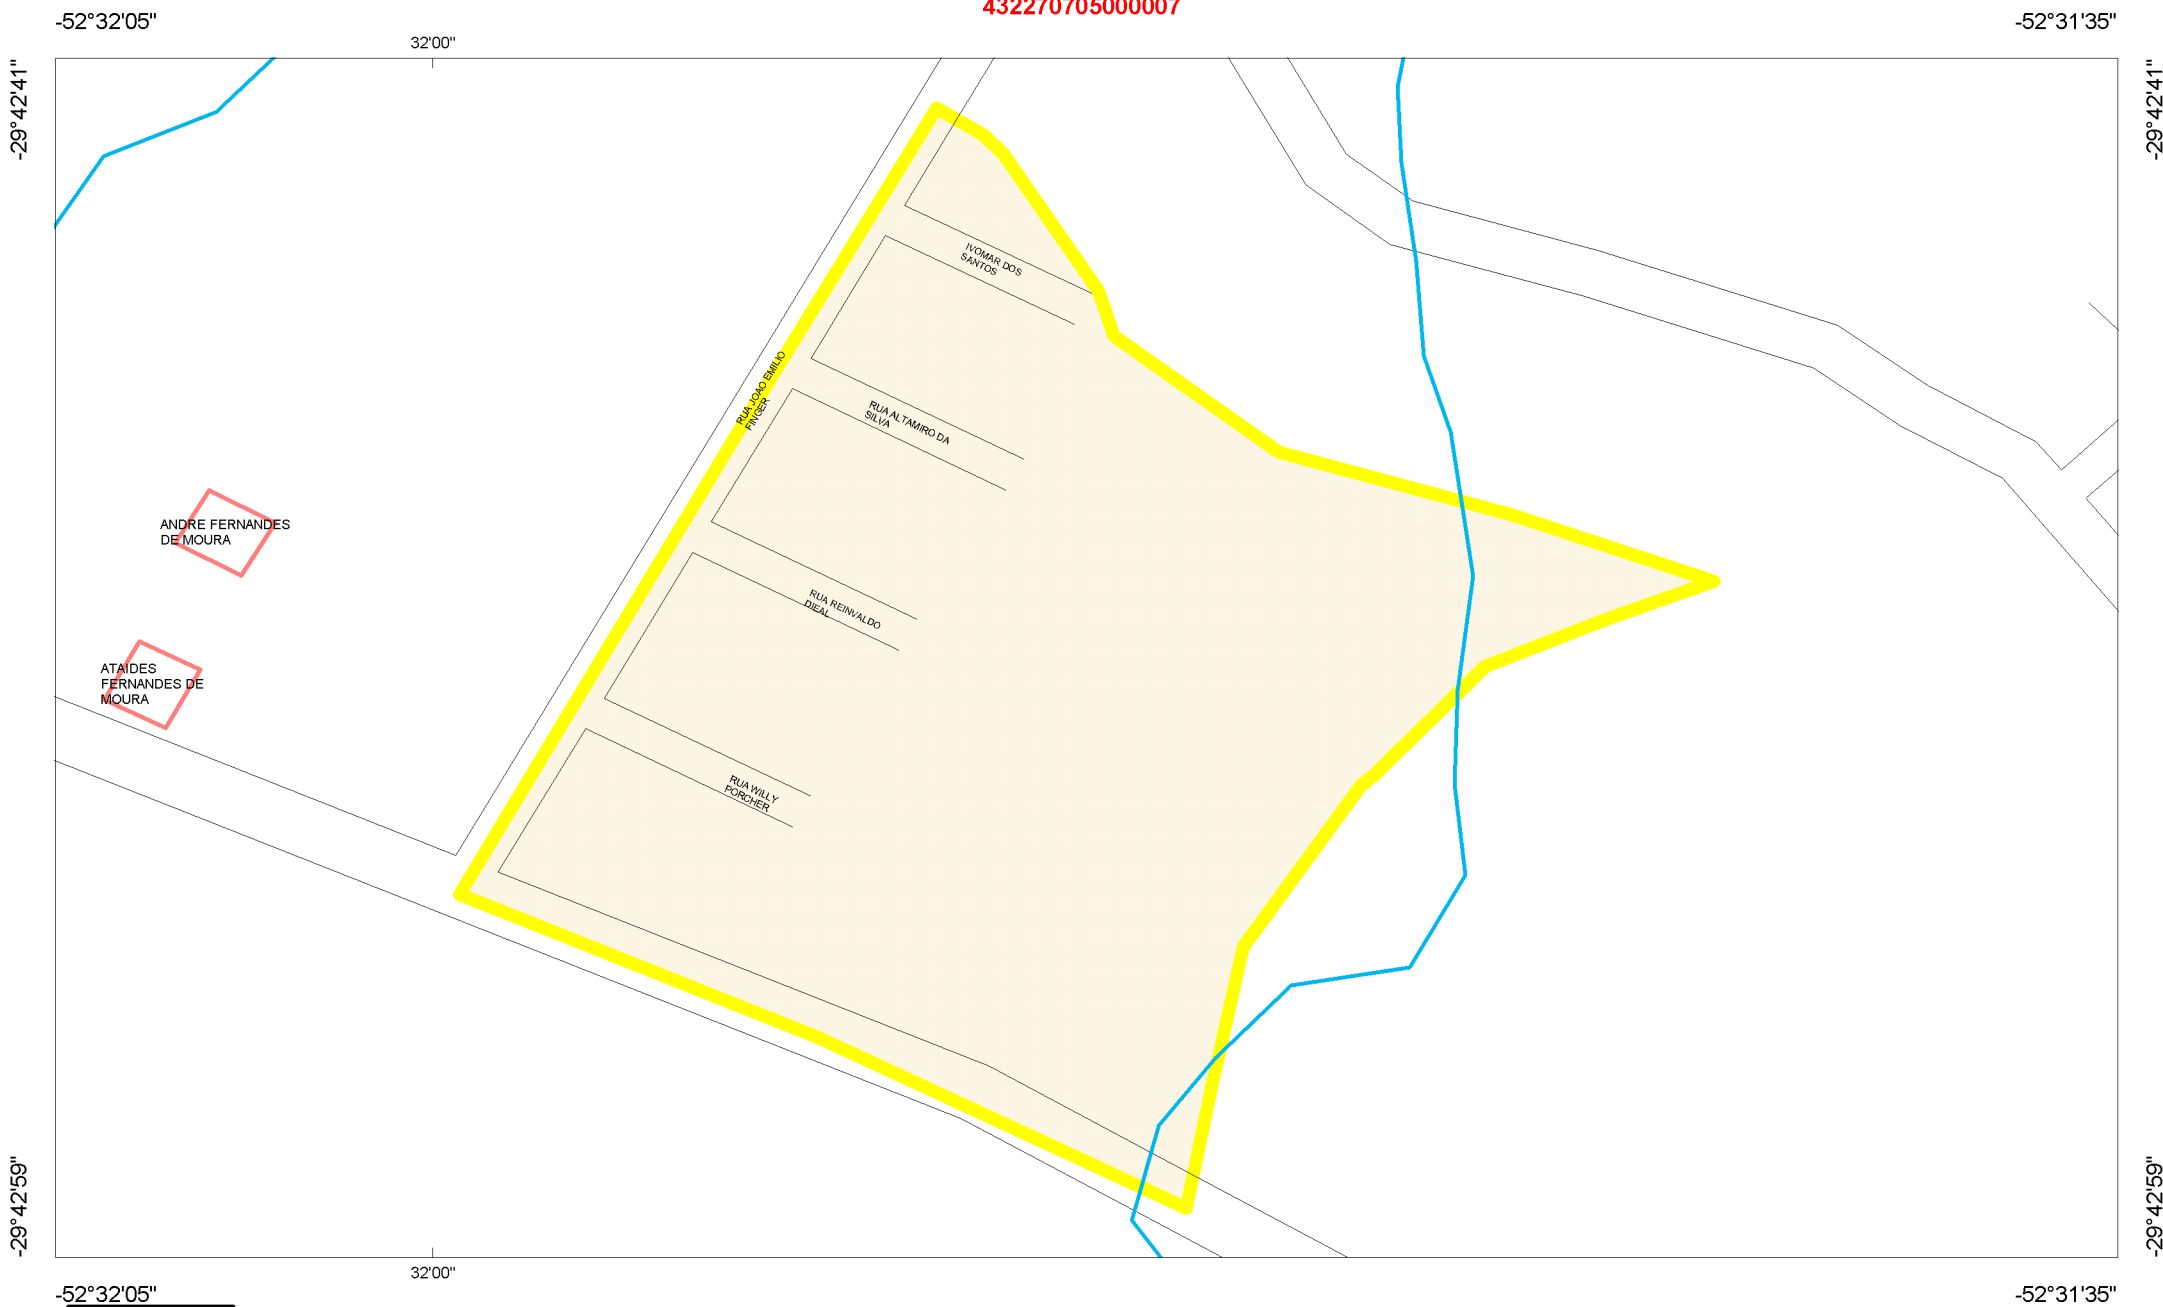 432270705000007
-52°32'05"
-52°31'35"
32'00"
-29°42'41"
-29°42'41"
IVOMAR DOS
SANTOS
RUA JOAO EMILIO
FINGER
RUA ALTAMIRO DA
SILVA
ANDRE FERNANDES
DE MOURA
RUA REINVALDO
DIEAL
ATAIDES
FERNANDES DE
MOURA
RUA WILLY
PORCHER
-29°42'59"
-29°42'59"
32'00"
-52°32'05"
-52°31'35"